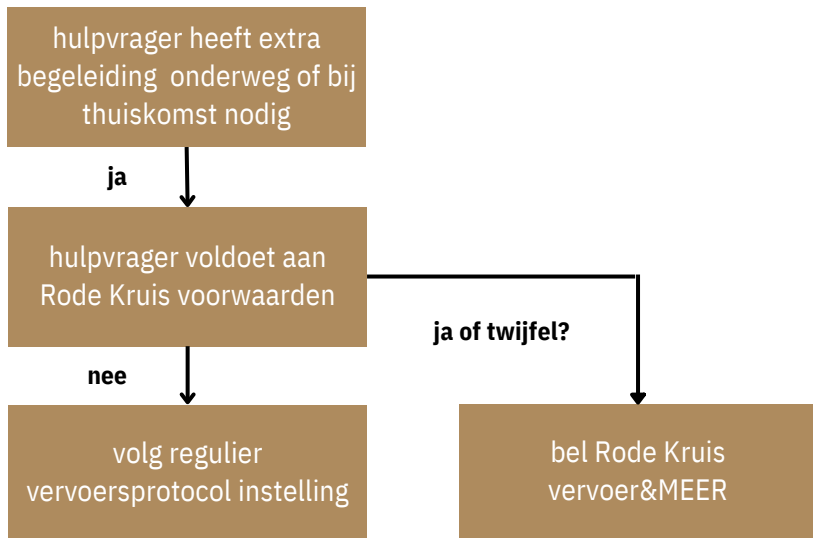 hulpvrager heeft extra
begeleiding onderweg of bij
thuiskomst nodig
ja
hulpvrager voldoet aan
Rode Kruis voorwaarden
ja of twijfel?
nee
volg regulier
vervoersprotocol instelling
bel Rode Kruis
vervoer&MEER